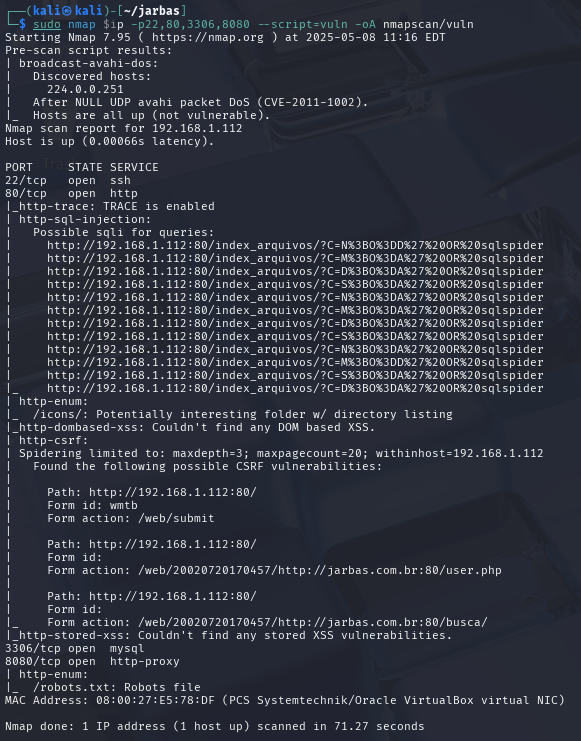 ┌──(kali㉿kali)-[~/jarbas]
└─$ sudo nmap $ip -p22,80,3306,8080 --script=vuln -oA nmapscan/vuln
Starting Nmap 7.95 ( https://nmap.org ) at 2025-05-08 11:16 EDT
Pre-scan script results:
| broadcast-avahi-dos:
|   Discovered hosts:
|     224.0.0.251
|   After NULL UDP avahi packet DoS (CVE-2011-1002).
|_  Hosts are all up (not vulnerable).
Nmap scan report for 192.168.1.112
Host is up (0.00066s latency).

PORT     STATE SERVICE
22/tcp   open  ssh
80/tcp   open  http
|_http-trace: TRACE is enabled
| http-sql-injection:
|   Possible sqli for queries:
|     http://192.168.1.112:80/index_arquivos/?C=N%3BO%3DD%27%20OR%20sqlspider
|     http://192.168.1.112:80/index_arquivos/?C=M%3BO%3DA%27%20OR%20sqlspider
|     http://192.168.1.112:80/index_arquivos/?C=D%3BO%3DA%27%20OR%20sqlspider
|     http://192.168.1.112:80/index_arquivos/?C=S%3BO%3DA%27%20OR%20sqlspider
|     http://192.168.1.112:80/index_arquivos/?C=N%3BO%3DA%27%20OR%20sqlspider
|     http://192.168.1.112:80/index_arquivos/?C=M%3BO%3DA%27%20OR%20sqlspider
|     http://192.168.1.112:80/index_arquivos/?C=D%3BO%3DA%27%20OR%20sqlspider
|     http://192.168.1.112:80/index_arquivos/?C=S%3BO%3DA%27%20OR%20sqlspider
|     http://192.168.1.112:80/index_arquivos/?C=N%3BO%3DA%27%20OR%20sqlspider
|     http://192.168.1.112:80/index_arquivos/?C=M%3BO%3DD%27%20OR%20sqlspider
|     http://192.168.1.112:80/index_arquivos/?C=S%3BO%3DA%27%20OR%20sqlspider
|_    http://192.168.1.112:80/index_arquivos/?C=D%3BO%3DA%27%20OR%20sqlspider
| http-enum:
|_  /icons/: Potentially interesting folder w/ directory listing
|_http-dombased-xss: Couldn't find any DOM based XSS.
| http-csrf:
| Spidering limited to: maxdepth=3; maxpagecount=20; withinhost=192.168.1.112
|   Found the following possible CSRF vulnerabilities:
|
|     Path: http://192.168.1.112:80/
|     Form id: wmtb
|     Form action: /web/submit
|
|     Path: http://192.168.1.112:80/
|     Form id:
|     Form action: /web/20020720170457/http://jarbas.com.br:80/user.php
|
|     Path: http://192.168.1.112:80/
|     Form id:
|_    Form action: /web/20020720170457/http://jarbas.com.br:80/busca/
|_http-stored-xss: Couldn't find any stored XSS vulnerabilities.
3306/tcp open  mysql
8080/tcp open  http-proxy
| http-enum:
|_  /robots.txt: Robots file
MAC Address: 08:00:27:E5:78:DF (PCS Systemtechnik/Oracle VirtualBox virtual NIC)

Nmap done: 1 IP address (1 host up) scanned in 71.27 seconds